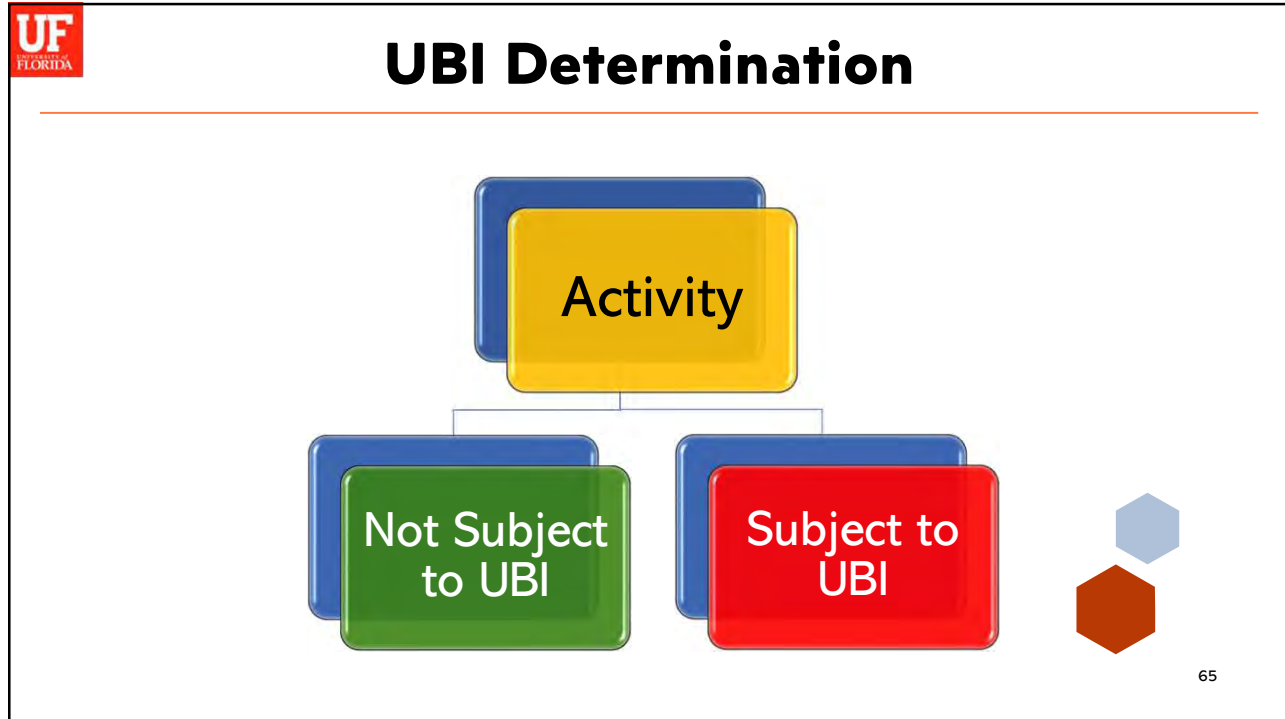 UF
UNIVERSITY of
FLORIDA
UBI Determination
Activity
Not Subject
to UBI
Subject to
UBI
65